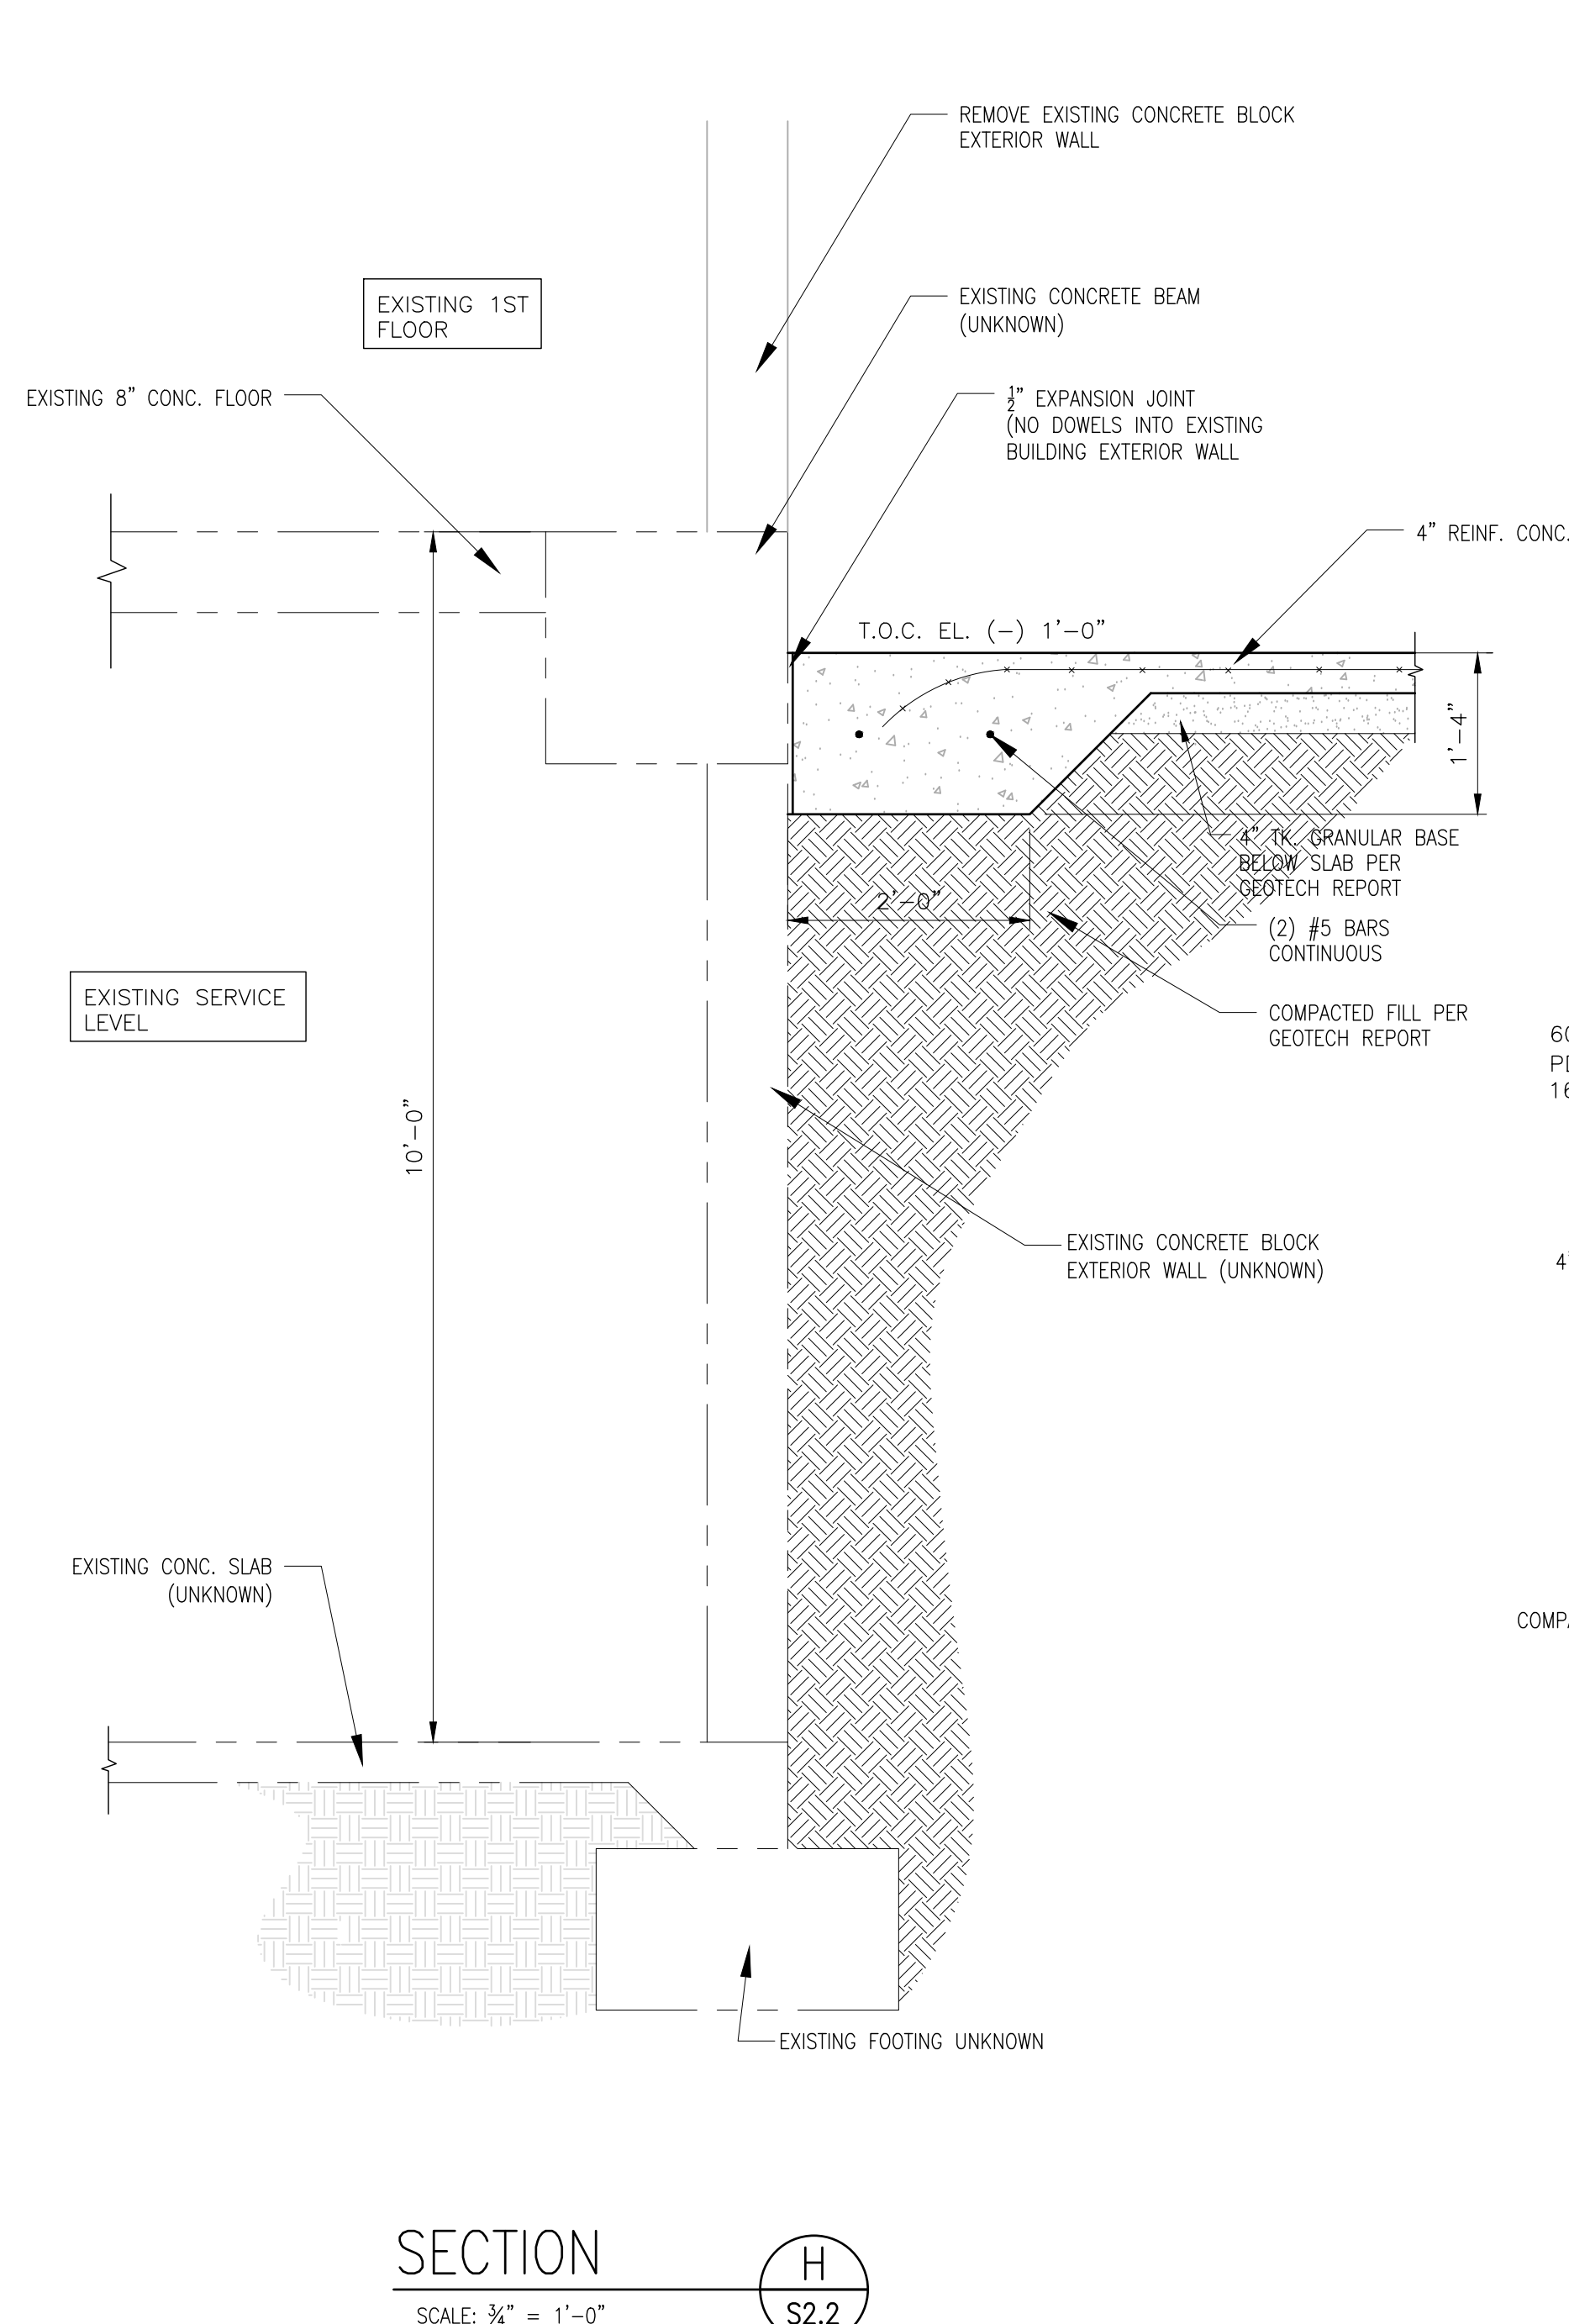 REMOVE EXISTING CONCRETE BLOCK
EXTERIOR WALL
EXISTING 1ST
FLOOR
EXISTING CONCRETE BEAM
(UNKNOWN)
EXISTING 8" CONC. FLOOR
½" EXPANSION JOINT
(NO DOWELS INTO EXISTING
BUILDING EXTERIOR WALL
4" REINF. CONC.
T.O.C. EL. (-) 1'-0"
1'-4"
4" TK. GRANULAR BASE
BELOW SLAB PER
GEOTECH REPORT
2'-0"
(2) #5 BARS
CONTINUOUS
EXISTING SERVICE
LEVEL
COMPACTED FILL PER
GEOTECH REPORT
10'-0"
EXISTING CONCRETE BLOCK
EXTERIOR WALL (UNKNOWN)
EXISTING CONC. SLAB
(UNKNOWN)
EXISTING FOOTING UNKNOWN
SECTION
H
S2.2
SCALE: ¾" = 1'-0"